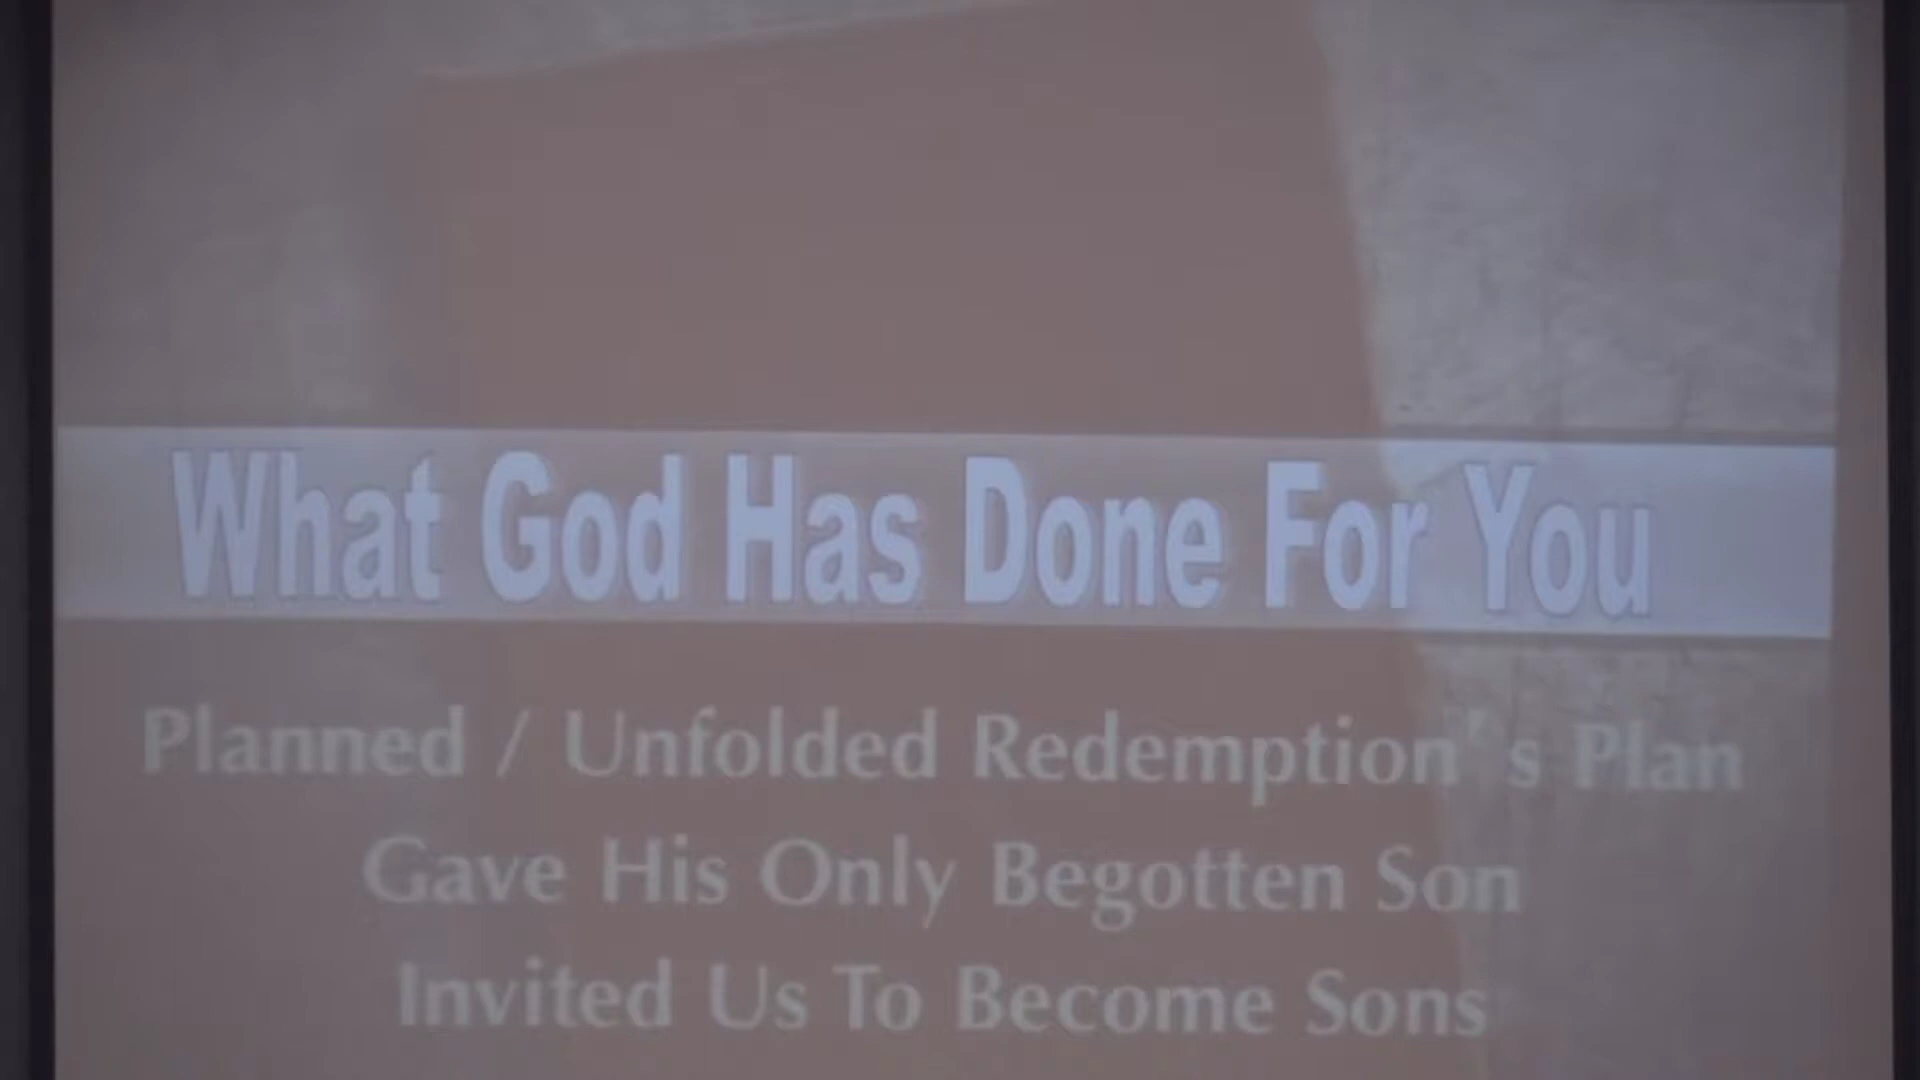 What God Has Done For You
Planned / Unfolded Redemption's Plan
Gave His Only Begotten Son
Invited Us To Become Sons